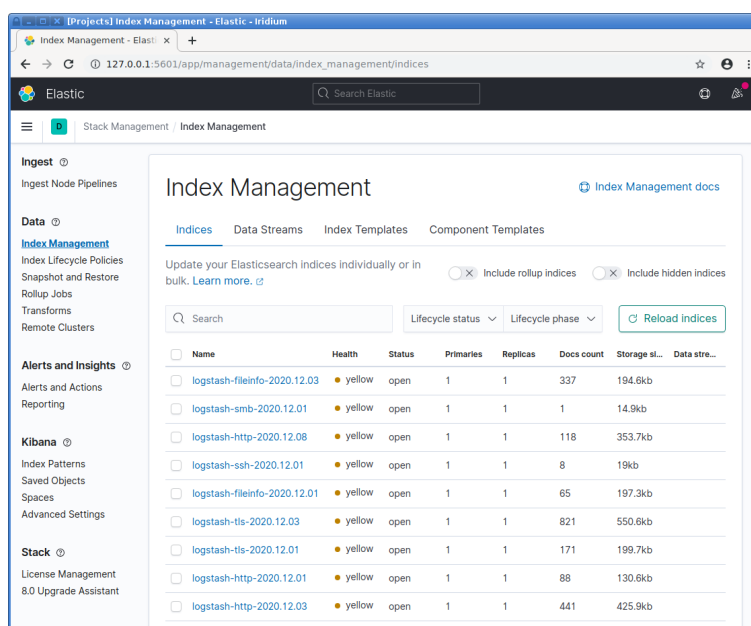 [Projects] Index Management - Elastic - Iridium
Index Management - Elasti
127.0.0.1:5601/app/management/data/index_management/indices
Elastic
Search Elastic
D
Stack Management / Index Management
Ingest
Ingest Node Pipelines
Data
Index Management
Index Lifecycle Policies
Snapshot and Restore
Rollup Jobs
Transforms
Remote Clusters
Alerts and Insights
Alerts and Actions
Reporting
Kibana
Index Patterns
Saved Objects
Spaces
Advanced Settings
Stack
License Management
8.0 Upgrade Assistant
Index Management
Index Management docs
Indices Data Streams Index Templates Component Templates
Update your Elasticsearch indices individually or in
bulk. Learn more.
Include rollup indices
Include hidden indices
Search
Lifecycle status
Lifecycle phase
Reload indices
Name Health Status Primaries Replicas Docs count Storage si... Data stre...
logstash-fileinfo-2020.12.03 yellow open 1 1 337 194.6kb
logstash-smb-2020.12.01 yellow open 1 1 1 14.9kb
logstash-http-2020.12.08 yellow open 1 1 118 353.7kb
logstash-ssh-2020.12.01 yellow open 1 1 8 19kb
logstash-fileinfo-2020.12.01 yellow open 1 1 65 197.3kb
logstash-tls-2020.12.03 yellow open 1 1 821 550.6kb
logstash-tls-2020.12.01 yellow open 1 1 171 199.7kb
logstash-http-2020.12.01 yellow open 1 1 88 130.6kb
logstash-http-2020.12.03 yellow open 1 1 441 425.9kb